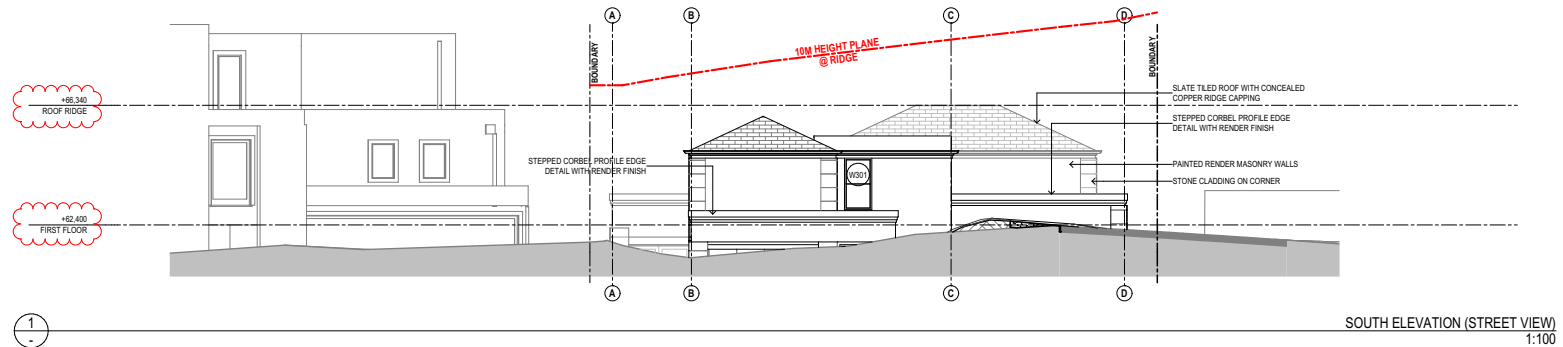 A
B
C
D
BOUNDARY
10M HEIGHT PLANE
@ RIDGE
BOUNDARY
+66,340
ROOF RIDGE
SLATE TILED ROOF WITH CONCEALED
COPPER RIDGE CAPPING
STEPPED CORBEL PROFILE EDGE
DETAIL WITH RENDER FINISH
STEPPED CORBEL PROFILE EDGE
DETAIL WITH RENDER FINISH
W301
PAINTED RENDER MASONRY WALLS
STONE CLADDING ON CORNER
+62,400
FIRST FLOOR
A
B
C
D
1
-
SOUTH ELEVATION (STREET VIEW)
1:100